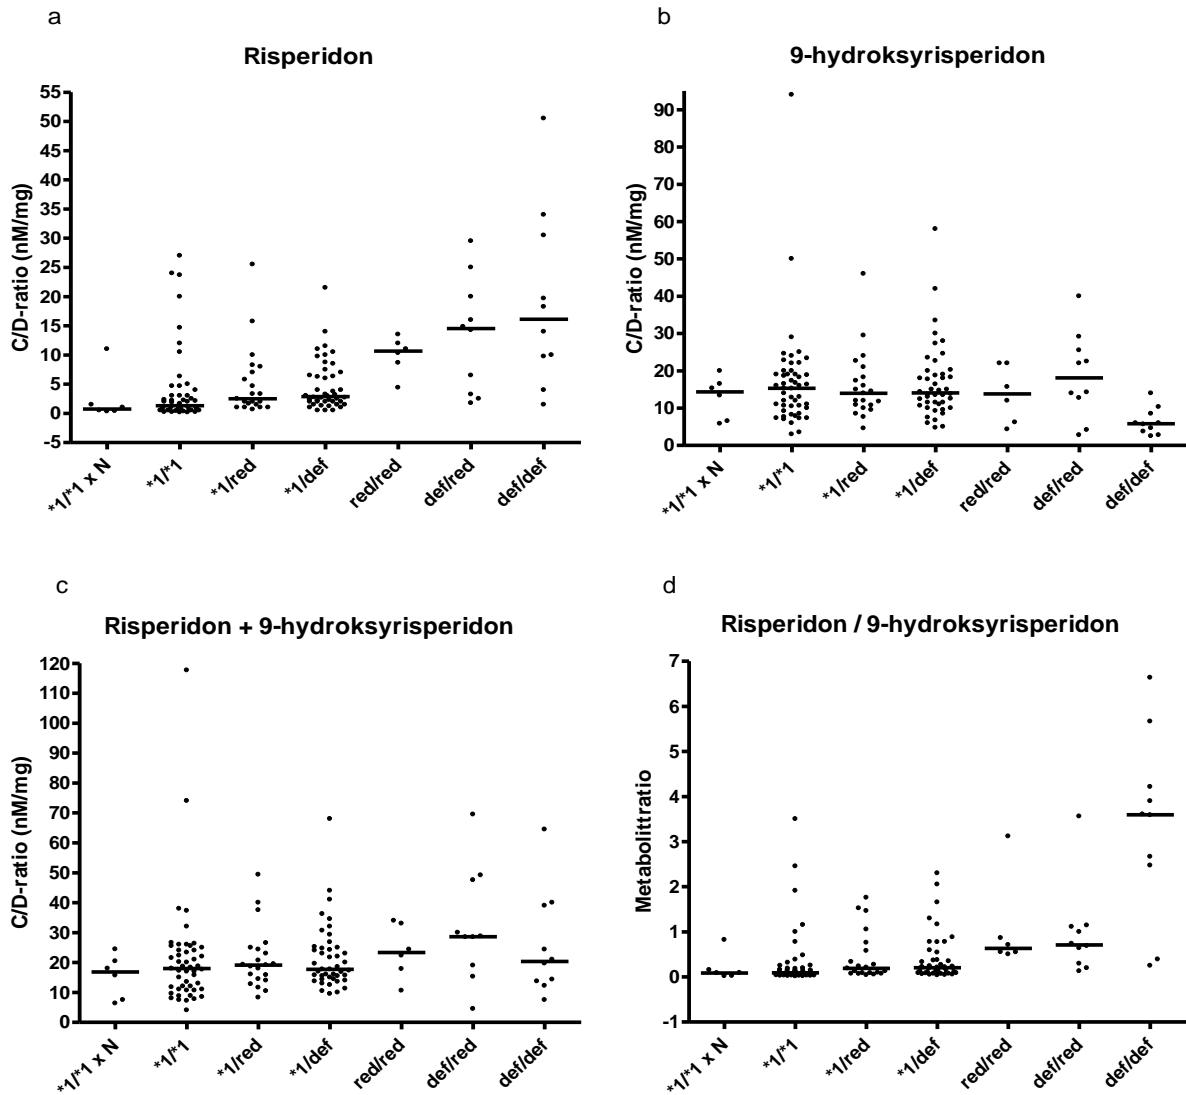 a
Risperidon
C/D-ratio (nM/mg)
55
50
45
40
35
30
25
20
15
10
5
0
-5
*1/*1 x N
*1/*1
*1/red
*1/def
red/red
def/red
def/def
b
9-hydroksyrisperidon
C/D-ratio (nM/mg)
90
80
70
60
50
40
30
20
10
0
*1/*1 x N
*1/*1
*1/red
*1/def
red/red
def/red
def/def
c
Risperidon + 9-hydroksyrisperidon
C/D-ratio (nM/mg)
120
110
100
90
80
70
60
50
40
30
20
10
0
*1/*1 x N
*1/*1
*1/red
*1/def
red/red
def/red
def/def
d
Risperidon / 9-hydroksyrisperidon
Metabolittratio
7
6
5
4
3
2
1
0
-1
*1/*1 x N
*1/*1
*1/red
*1/def
red/red
def/red
def/def